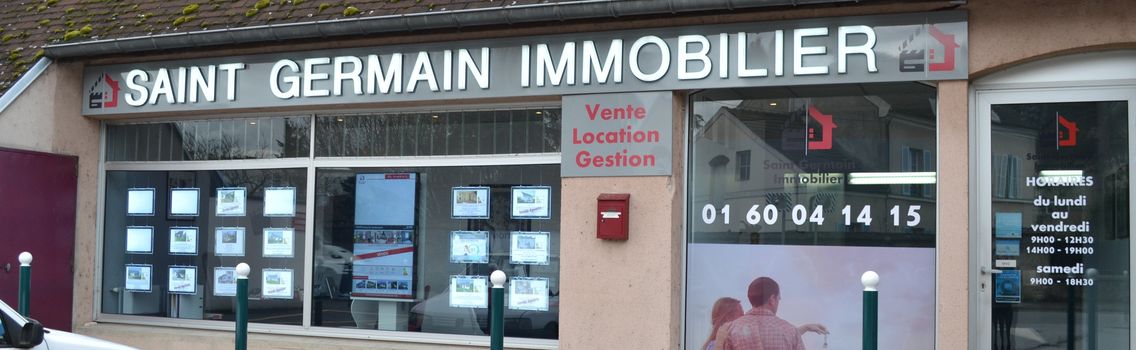 SAINT GERMAIN IMMOBILIER
Vente
Location
Gestion
Saint Germain
Immobilier
01 60 04 14 15
HORAIRES
du lundi
au
vendredi
9H00 - 12H30
14H00 - 19H00
samedi
9H00 - 18H30